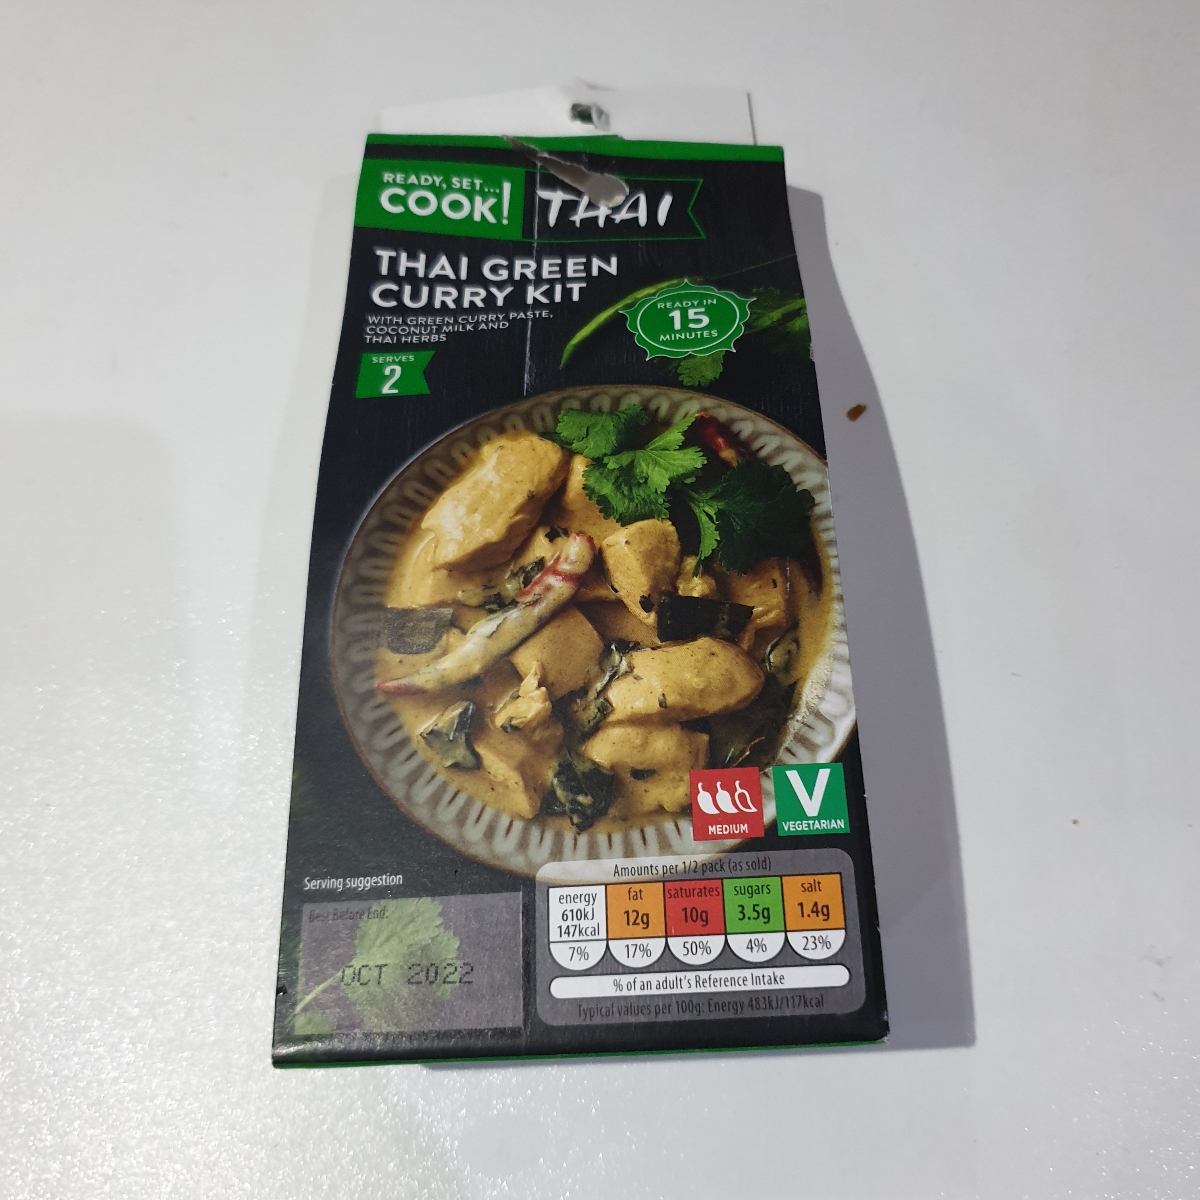 READY, SET...
COOK!
THAI
THAI GREEN
CURRY KIT
WITH GREEN CURRY PASTE,
COCONUT MILK AND
THAI HERBS
READY IN
15
MINUTES
SERVES
2
MEDIUM
V
VEGETARIAN
Serving suggestion
Best Before End:
OCT 2022
Amounts per 1/2 pack (as sold)
energy fat saturates sugars salt
610kJ 12g 10g 3.5g 1.4g
147kcal
7% 17% 50% 4% 23%
% of an adult's Reference Intake
Typical values per 100g: Energy 483kJ/117kcal